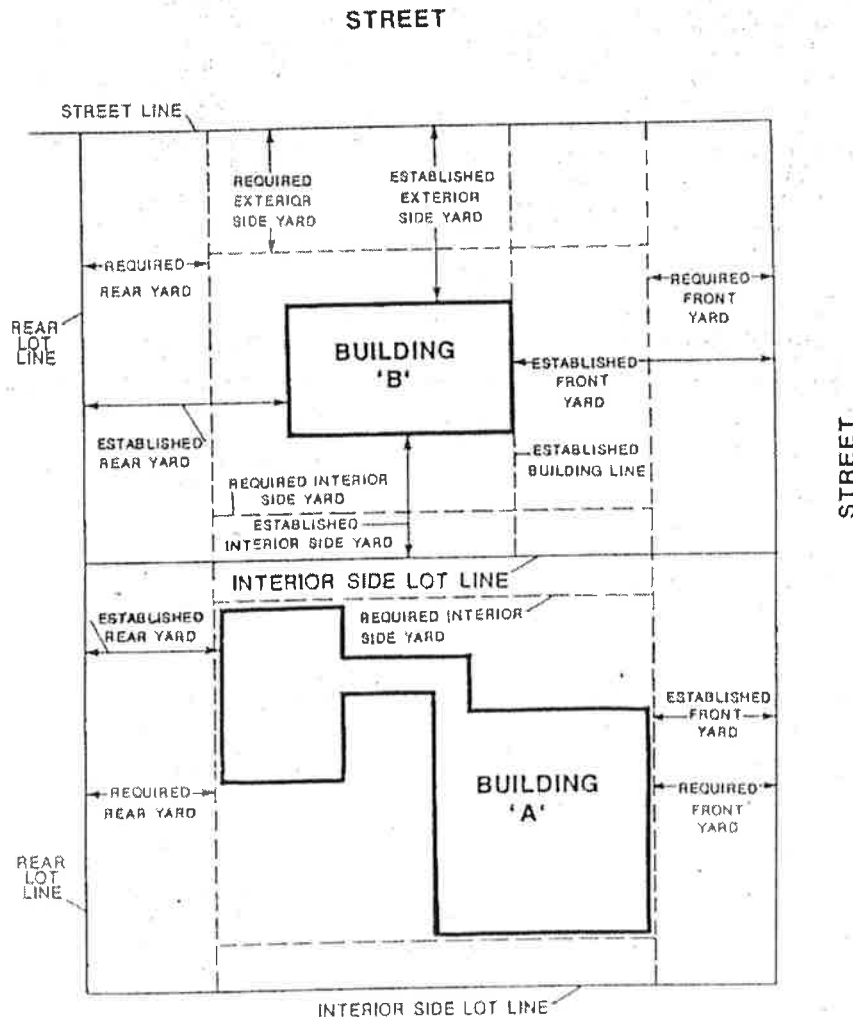 STREET
STREET LINE
REQUIRED
EXTERIOR
SIDE YARD
ESTABLISHED
EXTERIOR
SIDE YARD
REQUIRED
REAR YARD
REQUIRED
FRONT
YARD
REAR
LOT
LINE
BUILDING
'B'
ESTABLISHED
FRONT
YARD
ESTABLISHED
REAR YARD
ESTABLISHED
BUILDING LINE
STREET
REQUIRED INTERIOR
SIDE YARD
ESTABLISHED
INTERIOR SIDE YARD
INTERIOR SIDE LOT LINE
ESTABLISHED
REAR YARD
REQUIRED INTERIOR
SIDE YARD
ESTABLISHED
FRONT
YARD
REQUIRED
REAR YARD
BUILDING
'A'
REQUIRED
FRONT
YARD
REAR
LOT
LINE
INTERIOR SIDE LOT LINE